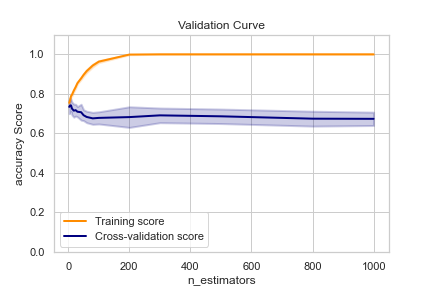 Validation Curve
1.0
0.8
0.6
0.4
0.2
0.0
accuracy Score
Training score
Cross-validation score
0 200 400 600 800 1000
n_estimators